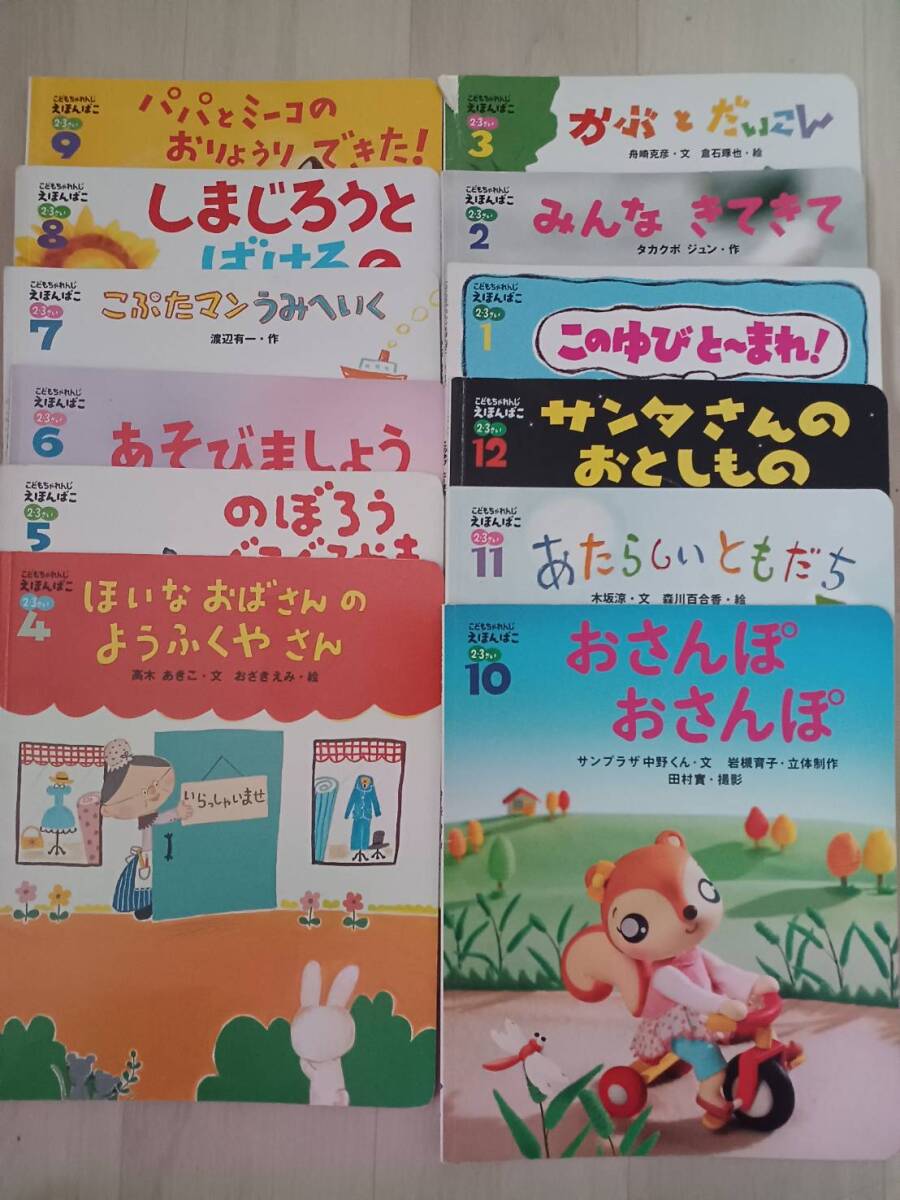 こどもちゃれんじ
えほんばこ
2・3さい
9
パパとミーコの
おりょうり できた!
こどもちゃれんじ
えほんばこ
2・3さい
8
しまじろうと
ばけるの
こどもちゃれんじ
えほんばこ
2・3さい
7
こぶたマン うみへいく
渡辺有一・作
こどもちゃれんじ
えほんばこ
2・3さい
6
あそびましょう
こどもちゃれんじ
えほんばこ
2・3さい
5
のぼろう
こどもちゃれんじ
えほんばこ
2・3さい
4
ほいな おばさんの
ようふくや さん
高木 あきこ・文 おざきえみ・絵
いらっしゃいませ
こどもちゃれんじ
えほんばこ
2・3さい
3
かぶ と だいこん
舟崎克彦・文 倉石琢也・絵
こどもちゃれんじ
えほんばこ
2・3さい
2
みんな きてきて
タカクボ ジュン・作
こどもちゃれんじ
えほんばこ
2・3さい
1
このゆび と〜まれ!
こどもちゃれんじ
えほんばこ
2・3さい
12
サンタさんの
おとしもの
こどもちゃれんじ
えほんばこ
2・3さい
11
あたらしい ともだち
木坂涼・文 森川百合香・絵
こどもちゃれんじ
えほんばこ
2・3さい
10
おさんぽ
おさんぽ
サンプラザ中野くん・文 岩槻育子・立体制作
田村實・撮影